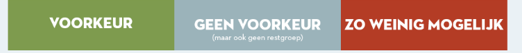 VOORKEUR
GEEN VOORKEUR
(maar ook geen restgroep)
ZO WEINIG MOGELIJK